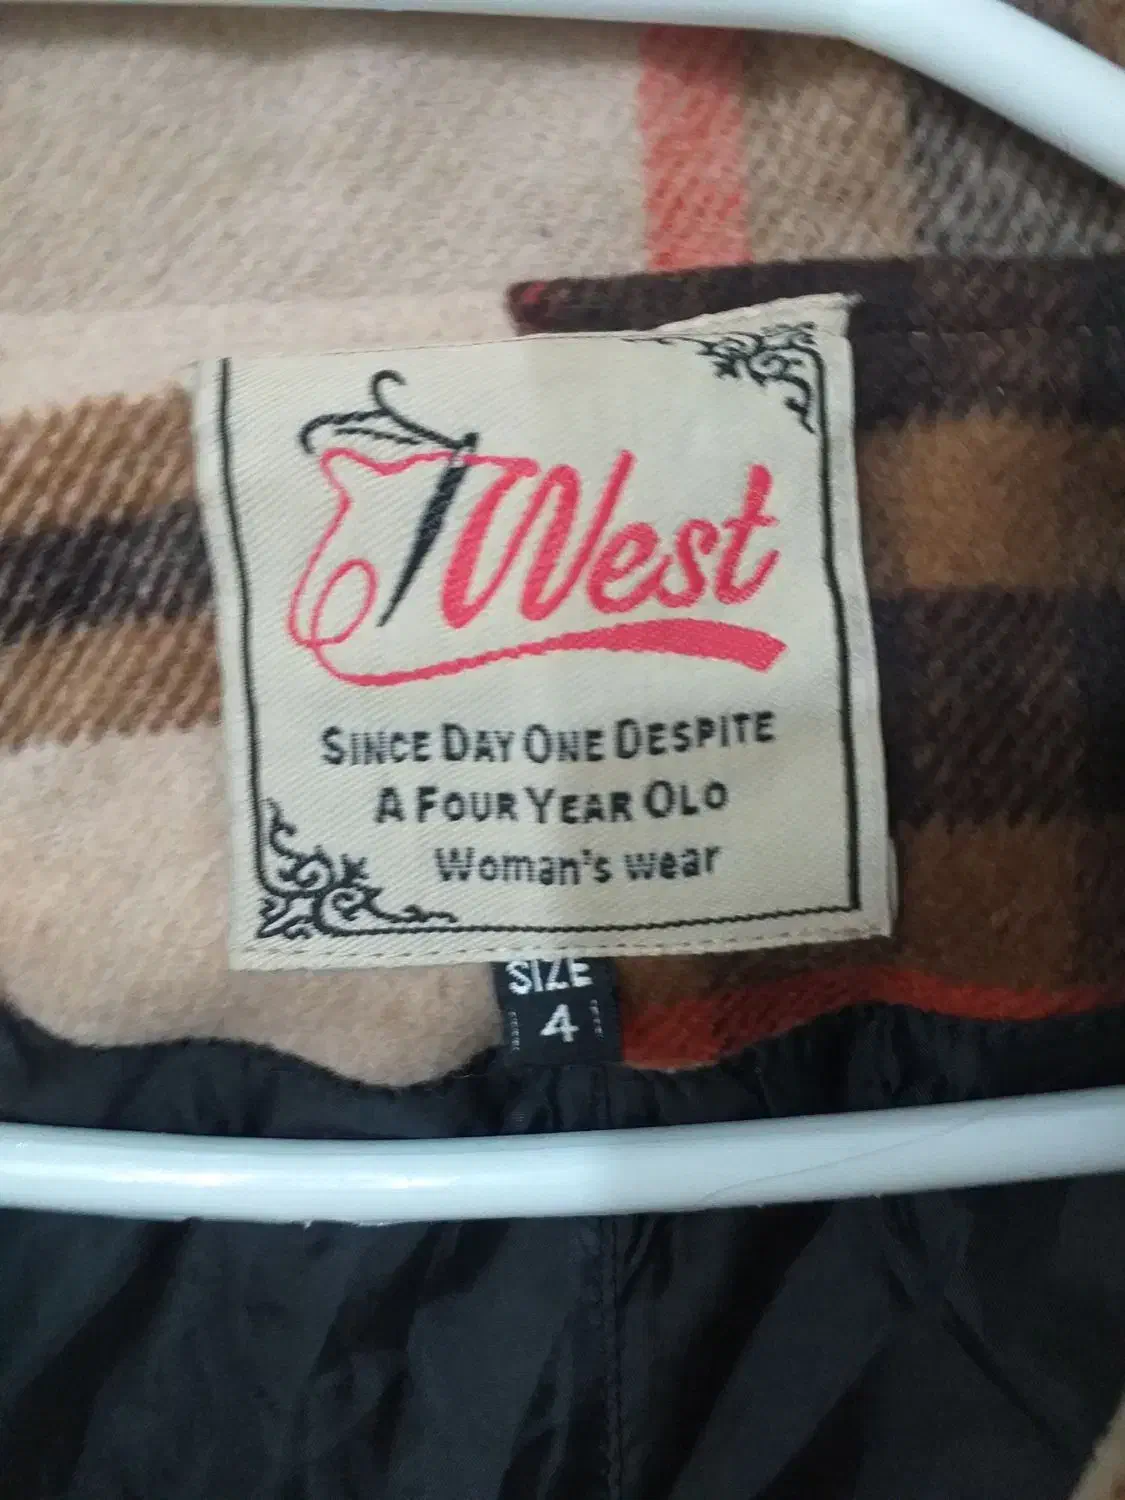 West
SINCE DAY ONE DESPITE
A FOUR YEAR OLO
Woman's wear
SIZE
4